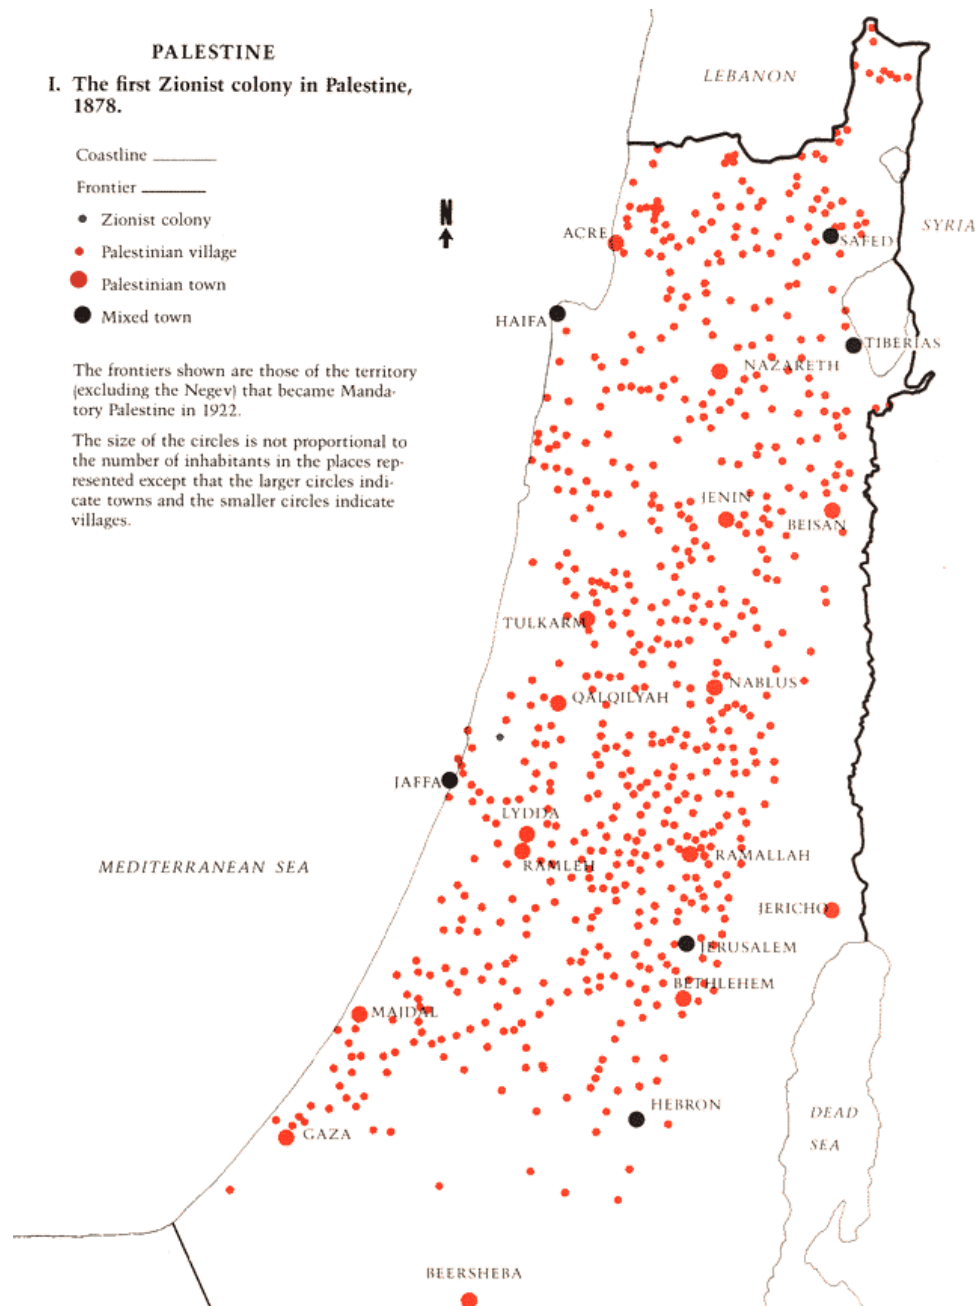 PALESTINE
I. The first Zionist colony in Palestine,
1878.
Coastline
Frontier
Zionist colony
Palestinian village
Palestinian town
Mixed town
The frontiers shown are those of the territory
(excluding the Negev) that became Manda-
tory Palestine in 1922.
The size of the circles is not proportional to
the number of inhabitants in the places rep-
resented except that the larger circles indi-
cate towns and the smaller circles indicate
villages.
N
LEBANON
SYRIA
ACRE
SAFED
HAIFA
TIBERIAS
NAZARETH
JENIN
BEISAN
TULKARM
NABLUS
QALQILYAH
JAFFA
LYDDA
RAMLEH
RAMALLAH
MEDITERRANEAN SEA
JERICHO
JERUSALEM
BETHLEHEM
MAJDAL
HEBRON
DEAD
SEA
GAZA
BEERSHEBA